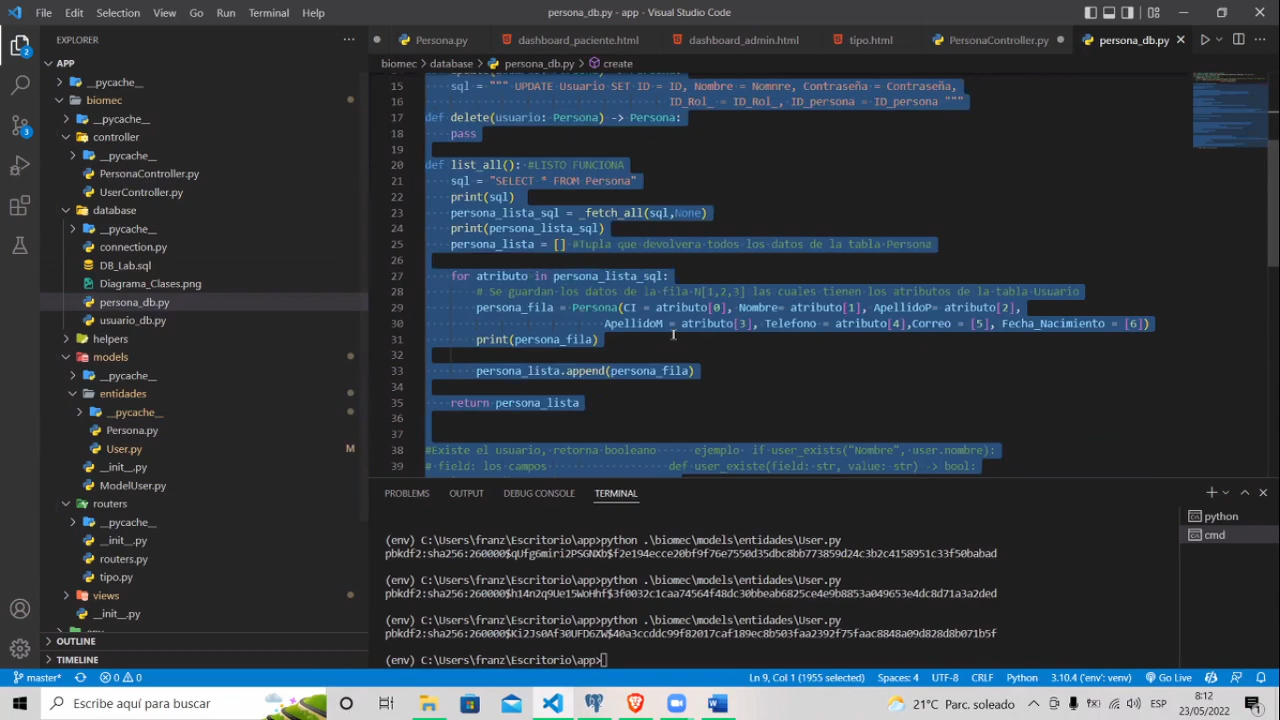 File Edit Selection View Go Run Terminal Help
persona_db.py - app - Visual Studio Code
EXPLORER
Persona.py
dashboard_paciente.html
dashboard_admin.html
tipo.html
PersonaController.py
persona_db.py
APP
biomec > database > persona_db.py > create
__pycache__
biomec
__pycache__
controller
__pycache__
PersonaController.py
UserController.py
database
__pycache__
connection.py
DB_Lab.sql
Diagrama_Clases.png
persona_db.py
usuario_db.py
helpers
models
__pycache__
entidades
__pycache__
Persona.py
User.py M
__init__.py
ModelUser.py
routers
__pycache__
__init__.py
routers.py
tipo.py
views
__init__.py
OUTLINE
TIMELINE
15 sql = """ UPDATE Usuario SET ID = ID, Nombre = Nomnre, Contraseña = Contraseña,
16 ID_Rol_ = ID_Rol_, ID_persona = ID_persona """
17 def delete(usuario: Persona) -> Persona:
18 pass
19
20 def list_all(): #LISTO FUNCIONA
21 sql = "SELECT * FROM Persona"
22 print(sql)
23 persona_lista_sql = _fetch_all(sql,None)
24 print(persona_lista_sql)
25 persona_lista = [] #Tupla que devolvera todos los datos de la tabla Persona
26
27 for atributo in persona_lista_sql:
28 # Se guardan los datos de la fila N[1,2,3] las cuales tienen los atributos de la tabla Usuario
29 persona_fila = Persona(CI = atributo[0], Nombre= atributo[1], ApellidoP= atributo[2],
30 ApellidoM = atributo[3], Telefono = atributo[4],Correo = [5], Fecha_Nacimiento = [6])
31 print(persona_fila)
32
33 persona_lista.append(persona_fila)
34
35 return persona_lista
36
37
38 #Existe el usuario, retorna booleano ejemplo if user_exists("Nombre", user.nombre):
39 # field: los campos def user_existe(field: str, value: str) -> bool:
PROBLEMS OUTPUT DEBUG CONSOLE TERMINAL
python
cmd
(env) C:\Users\franz\Escritorio\app>python .\biomec\models\entidades\User.py
pbkdf2:sha256:260000$qUfg6miri2PSGNXb$f2e194ecce20bf9f76e7550d35dbc8bb773859d24c3b2c4158951c33f50babad
(env) C:\Users\franz\Escritorio\app>python .\biomec\models\entidades\User.py
pbkdf2:sha256:260000$h14n2q9Ue15WoHhf$3f0032c1caa74564f48dc30bbeab6825ce4e9b8853a049653e4dc8d71a3a2ded
(env) C:\Users\franz\Escritorio\app>python .\biomec\models\entidades\User.py
pbkdf2:sha256:260000$Ki2Js0Af30UFD6ZW$40a3ccddc99f82017caf189ec8b503faa2392f75faac8848a09d828d8b071b5f
(env) C:\Users\franz\Escritorio\app>
master* 0 0 Ln 9, Col 1 (1955 selected) Spaces: 4 UTF-8 CRLF Python 3.10.4 ('env': venv) Go Live
Escribe aquí para buscar
21°C Parc. soleado ESP
8:12
23/05/2022